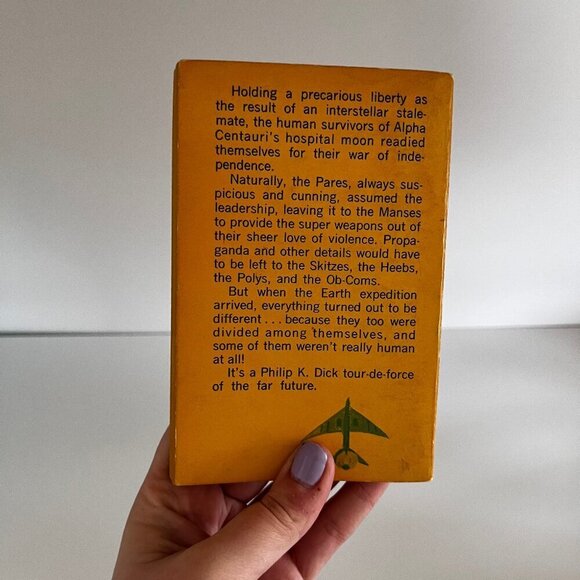 Holding a precarious liberty as
the result of an interstellar stale-
mate, the human survivors of Alpha
Centauri's hospital moon readied
themselves for their war of inde-
pendence.
Naturally, the Pares, always sus-
picious and cunning, assumed the
leadership, leaving it to the Manses
to provide the super weapons out of
their sheer love of violence. Propa-
ganda and other details would have
to be left to the Skitzes, the Heebs,
the Polys, and the Ob-Coms.
But when the Earth expedition
arrived, everything turned out to be
different . . . because they too were
divided among themselves, and
some of them weren't really human
at all!
It's a Philip K. Dick tour-de-force
of the far future.